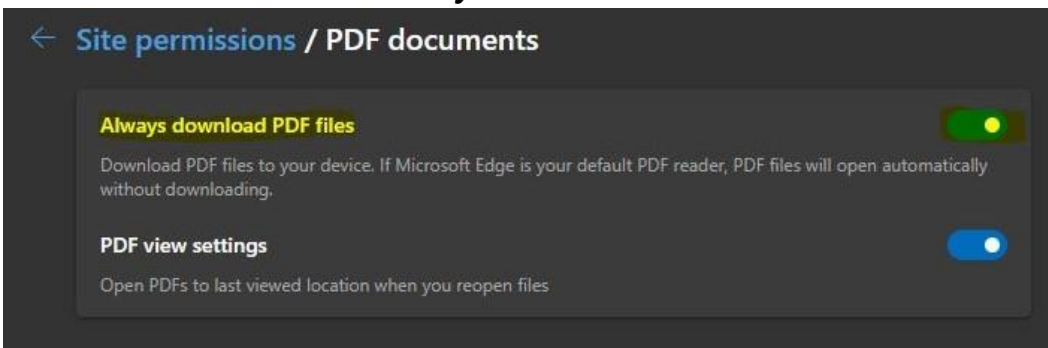 Site permissions / PDF documents
Always download PDF files
Download PDF files to your device. If Microsoft Edge is your default PDF reader, PDF files will open automatically
without downloading.
PDF view settings
Open PDFs to last viewed location when you reopen files